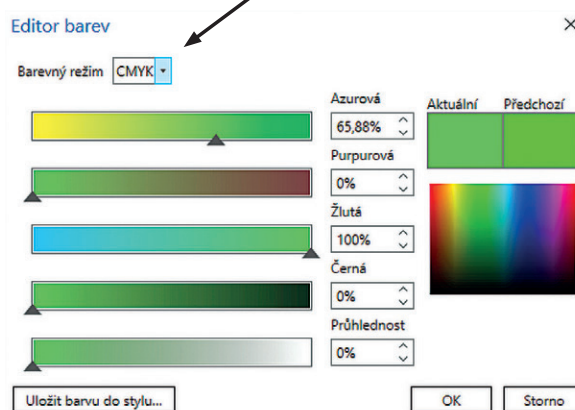 Editor barev
Barevný režim CMYK
Azurová
65,88%
Aktuální Předchozí
Purpurová
0%
Žlutá
100%
Černá
0%
Průhlednost
0%
Uložit barvu do stylu...
OK Storno